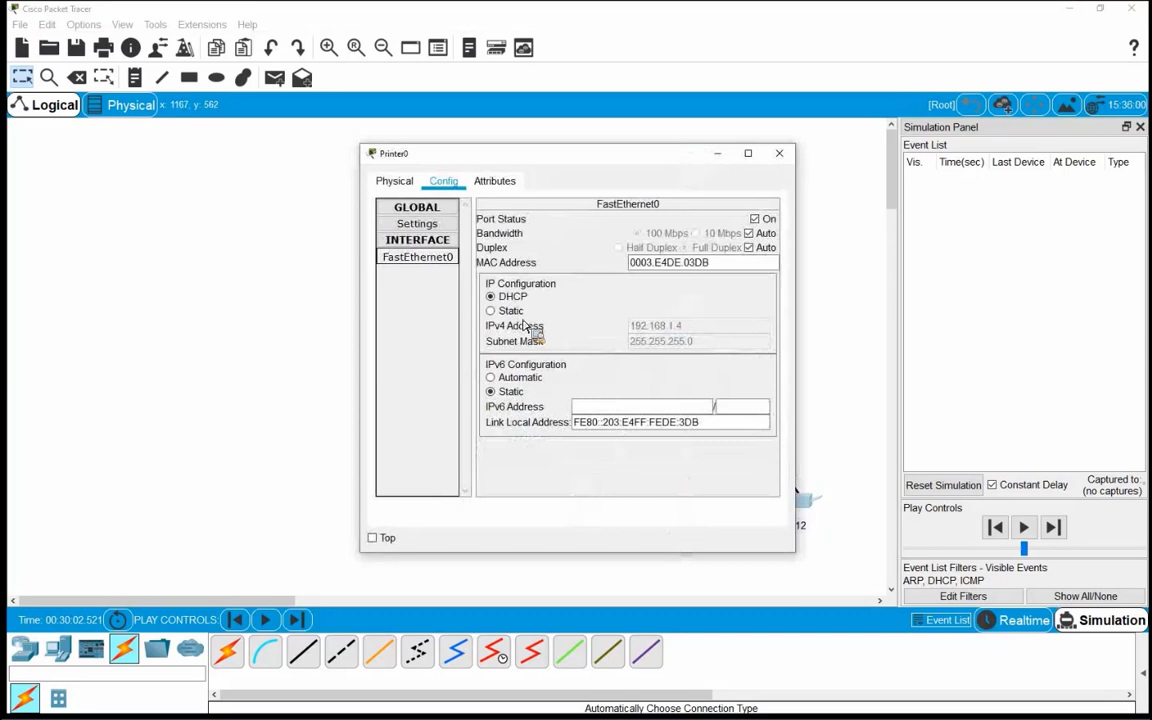 Cisco Packet Tracer
File Edit Options View Tools Extensions Help
?
Logical Physical x: 1167, y: 562 [Root] 15:36:00
Simulation Panel
Event List
Vis. Time(sec) Last Device At Device Type
Printer0
Physical Config Attributes
GLOBAL
Settings
INTERFACE
FastEthernet0
FastEthernet0
Port Status On
Bandwidth 100 Mbps 10 Mbps Auto
Duplex Half Duplex Full Duplex Auto
MAC Address 0003.E4DE.03DB
IP Configuration
DHCP
Static
IPv4 Address 192.168.1.4
Subnet Mask 255.255.255.0
IPv6 Configuration
Automatic
Static
IPv6 Address /
Link Local Address: FE80::203:E4FF:FEDE:3DB
Top
12
Reset Simulation Constant Delay Captured to:
(no captures)
Play Controls
Event List Filters - Visible Events
ARP, DHCP, ICMP
Edit Filters Show All/None
Time: 00:30:02.521 PLAY CONTROLS: Event List Realtime Simulation
Automatically Choose Connection Type